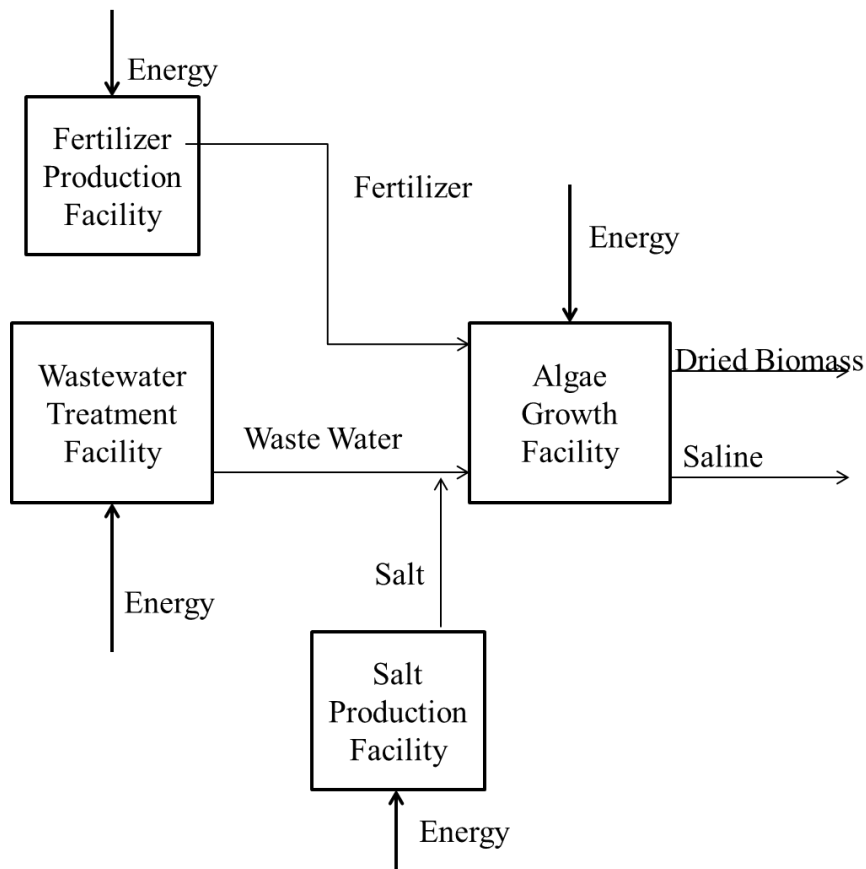 Energy
Fertilizer
Production
Facility
Fertilizer
Energy
Wastewater
Treatment
Facility
Waste Water
Algae
Growth
Facility
Dried Biomass
Saline
Energy
Salt
Salt
Production
Facility
Energy